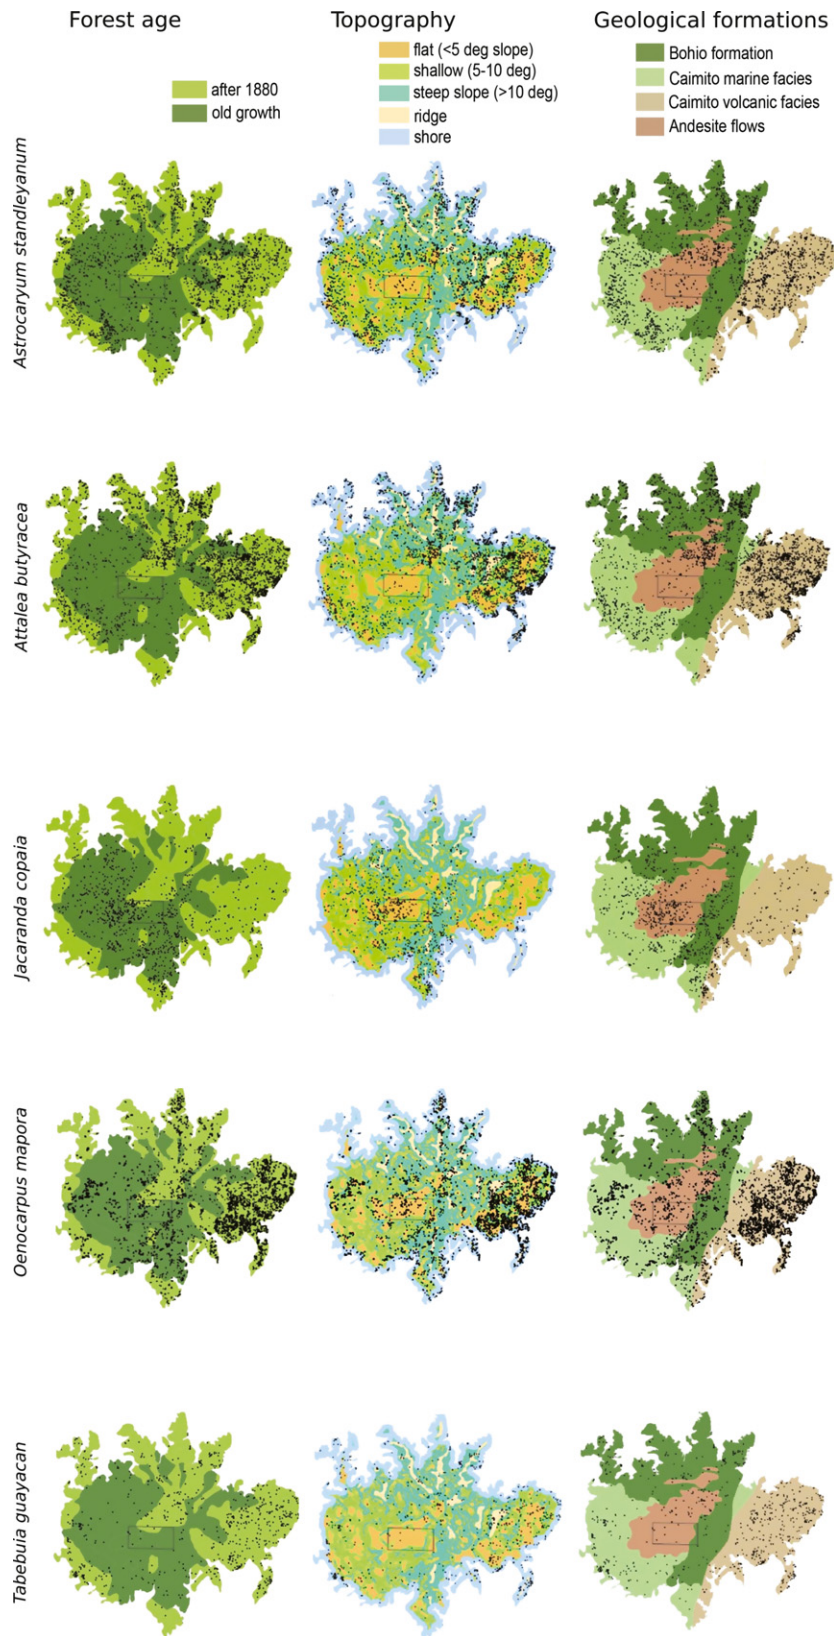 Forest age
Topography
Geological formations
after 1880
old growth
flat (<5 deg slope)
shallow (5-10 deg)
steep slope (>10 deg)
ridge
shore
Bohio formation
Caimito marine facies
Caimito volcanic facies
Andesite flows
Astrocaryum standleyanum
Attalea butyracea
Jacaranda copaia
Oenocarpus mapora
Tabebuia guayacan